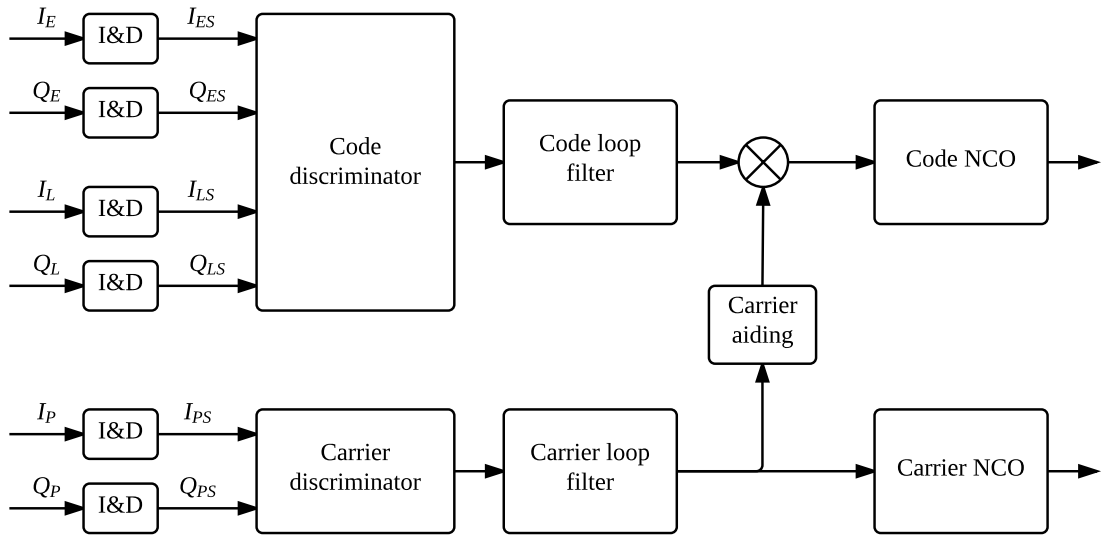 I_E I&D I_ES
Q_E I&D Q_ES
I_L I&D I_LS
Q_L I&D Q_LS
Code
discriminator
Code loop
filter
Code NCO
Carrier
aiding
I_P I&D I_PS
Q_P I&D Q_PS
Carrier
discriminator
Carrier loop
filter
Carrier NCO